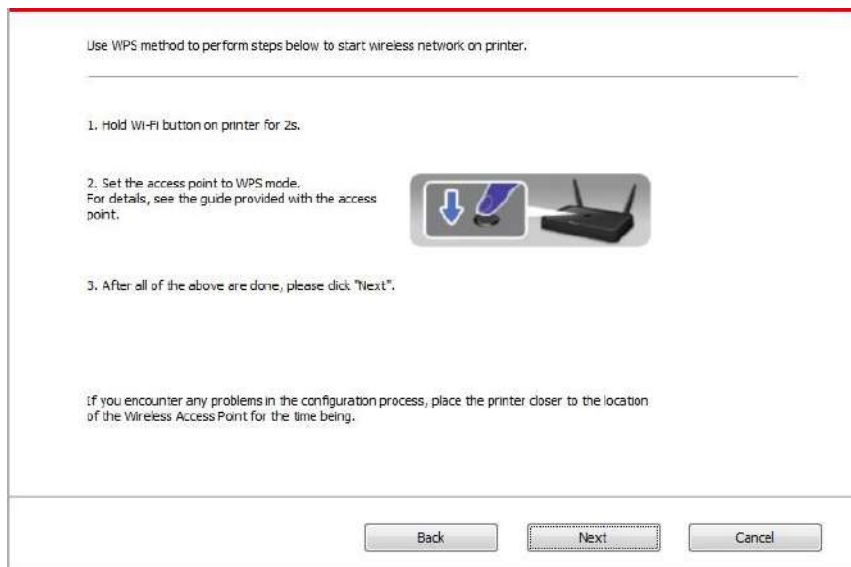 Use WPS method to perform steps below to start wireless network on printer.
1. Hold Wi-Fi button on printer for 2s.
2. Set the access point to WPS mode.
For details, see the guide provided with the access
point.
3. After all of the above are done, please click "Next".
If you encounter any problems in the configuration process, place the printer closer to the location
of the Wireless Access Point for the time being.
Back
Next
Cancel